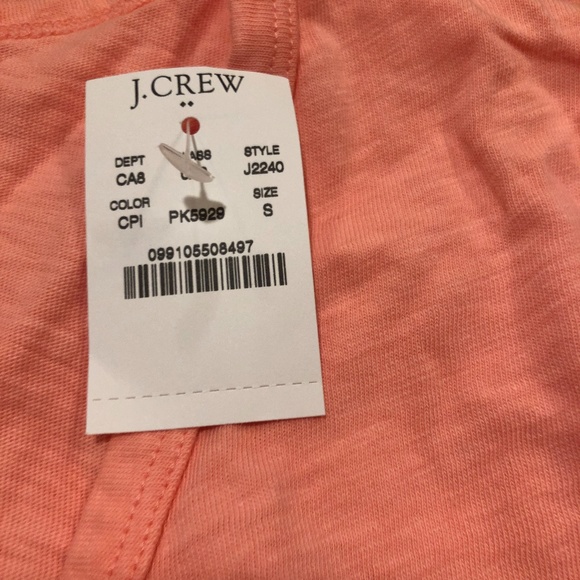 J.CREW
DEPT STYLE
CA8 J2240
COLOR SIZE
CPI PK5929 S
099105508497